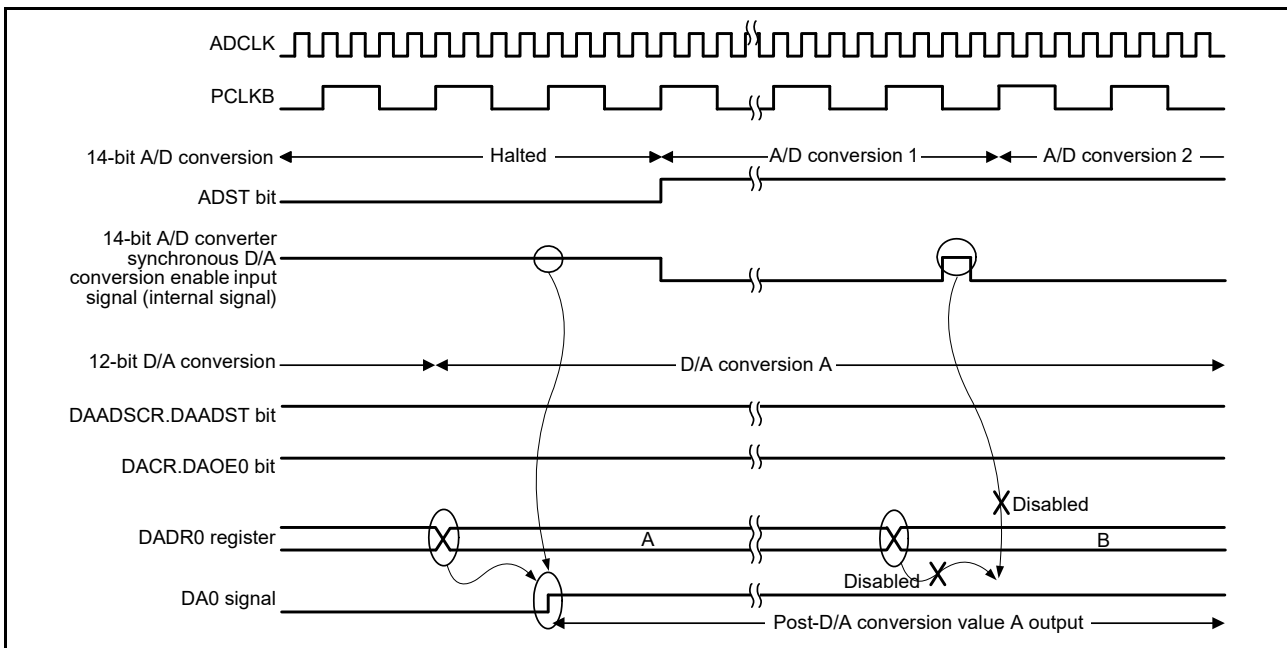 ADCLK
PCLKB
14-bit A/D conversion
Halted
A/D conversion 1
A/D conversion 2
ADST bit
14-bit A/D converter
synchronous D/A
conversion enable input
signal (internal signal)
12-bit D/A conversion
D/A conversion A
DAADSCR.DAADST bit
DACR.DAOE0 bit
Disabled
DADR0 register
A
B
Disabled
DA0 signal
Post-D/A conversion value A output